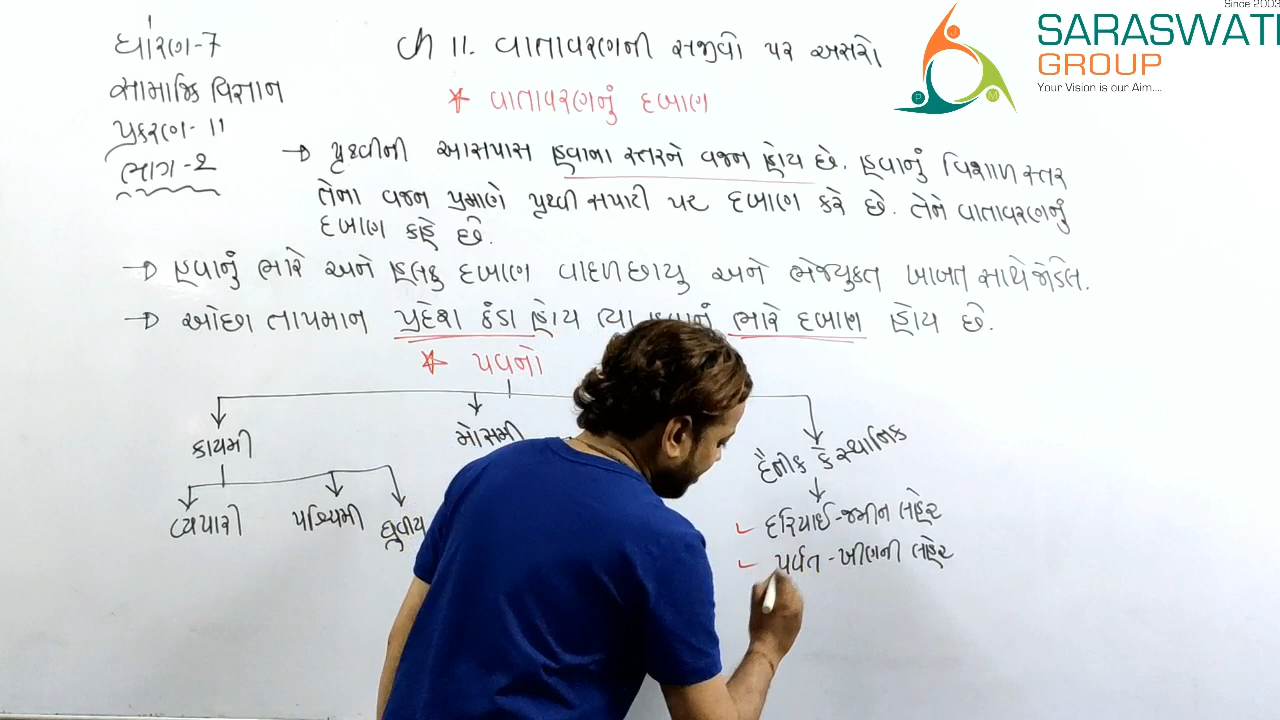 Since 2003
SARASWATI
GROUP
Your Vision is our Aim....
P J M
ધોરણ-7
સામાજિક વિજ્ઞાન
પ્રકરણ-11
ભાગ-2
Ch 11. વાતાવરણની સજીવો પર અસરો
* વાતાવરણનું દબાણ
→ પૃથ્વીની આસપાસ હવાના સ્તરને વજન હોય છે. હવાનું વિશાળ સ્તર
તેના વજન પ્રમાણે પૃથ્વી સપાટી પર દબાણ કરે છે. તેને વાતાવરણનું
દબાણ કહે છે.
→ હવાનું ભારે અને હલકુ દબાણ વાદળછાયુ અને ભેજયુક્ત બાબત સાથે જોડેલ.
→ ઓછા તાપમાન પ્રદેશ ઠંડા હોય ત્યા હવાનું ભારે દબાણ હોય છે.
* પવનો
કાયમી
મોસમી
દૈનીક કે સ્થાનિક
વ્યપારી
પશ્ચિમી
ધ્રુવીય
દરિયાઈ-જમીન લહેર
પર્વત-ખીણની લહેર